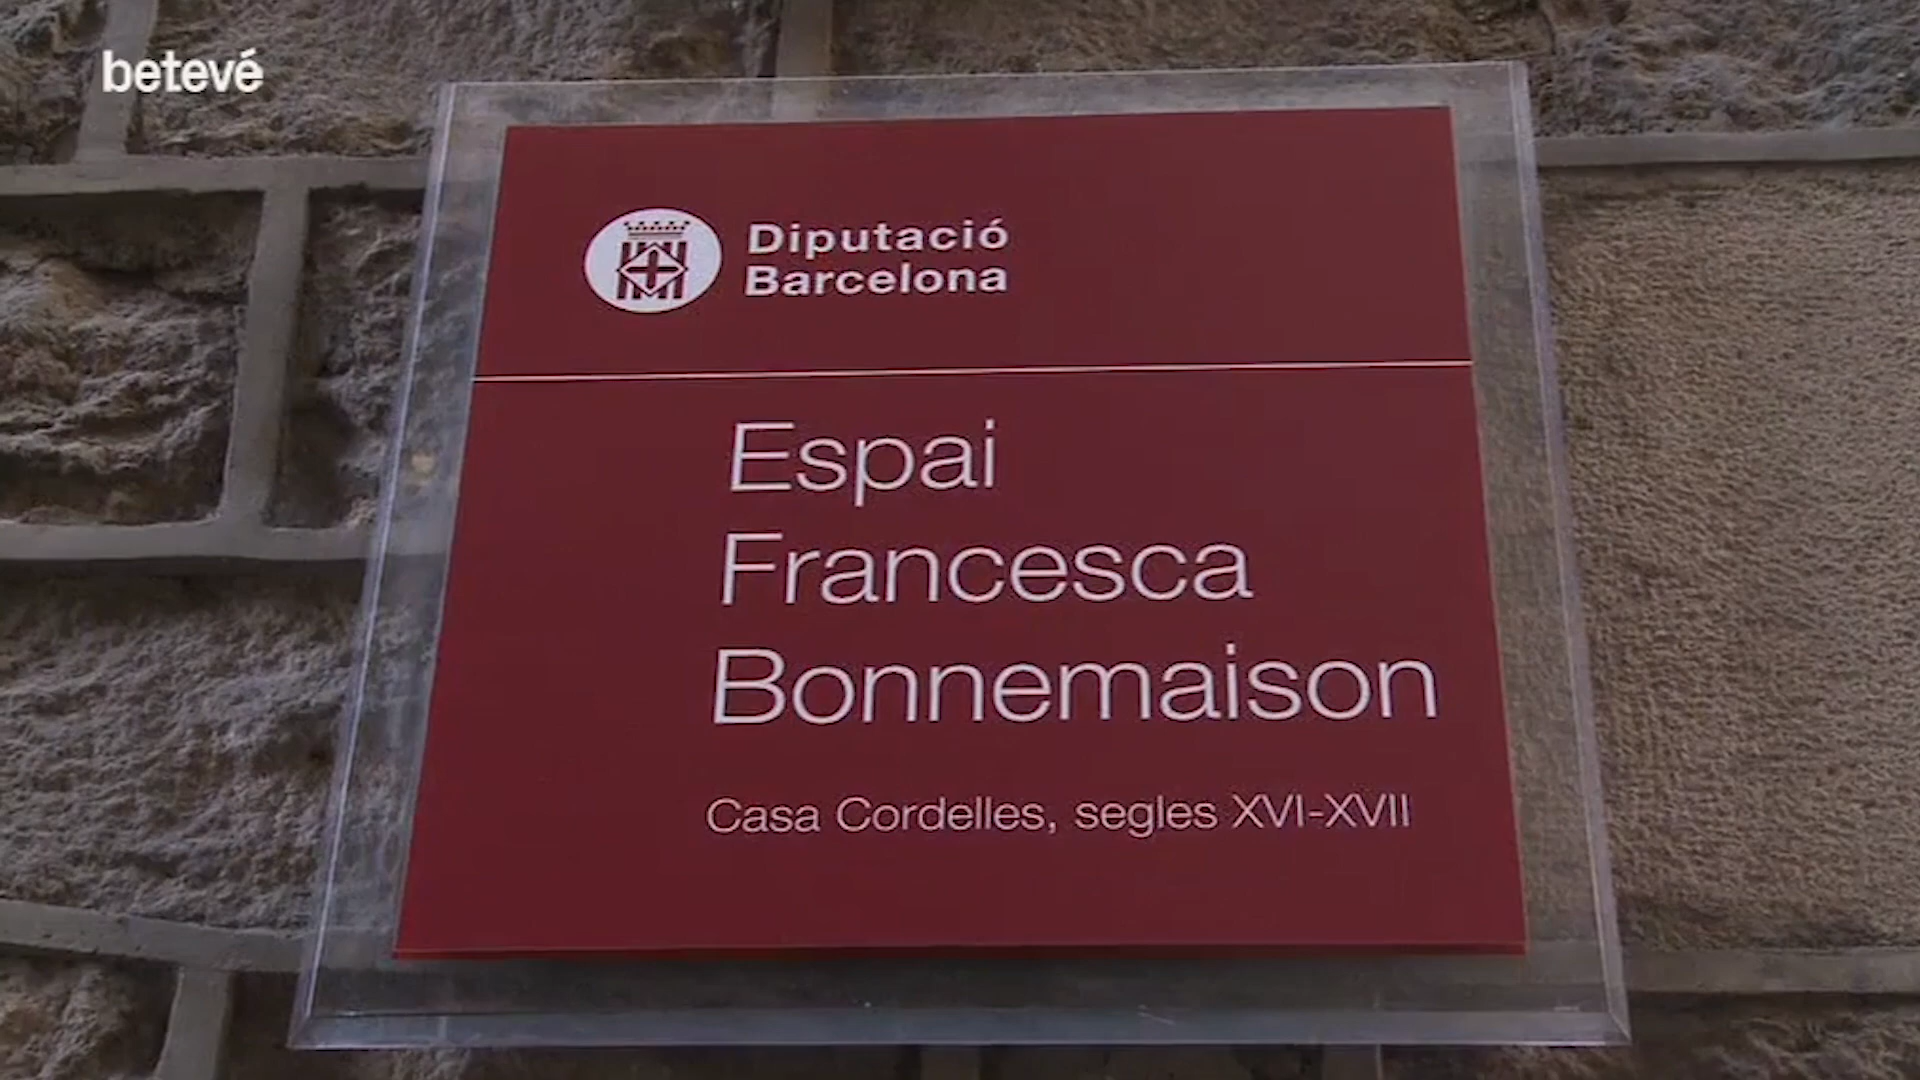 betevé
Diputació
Barcelona
Espai
Francesca
Bonnemaison
Casa Cordelles, segles XVI-XVII